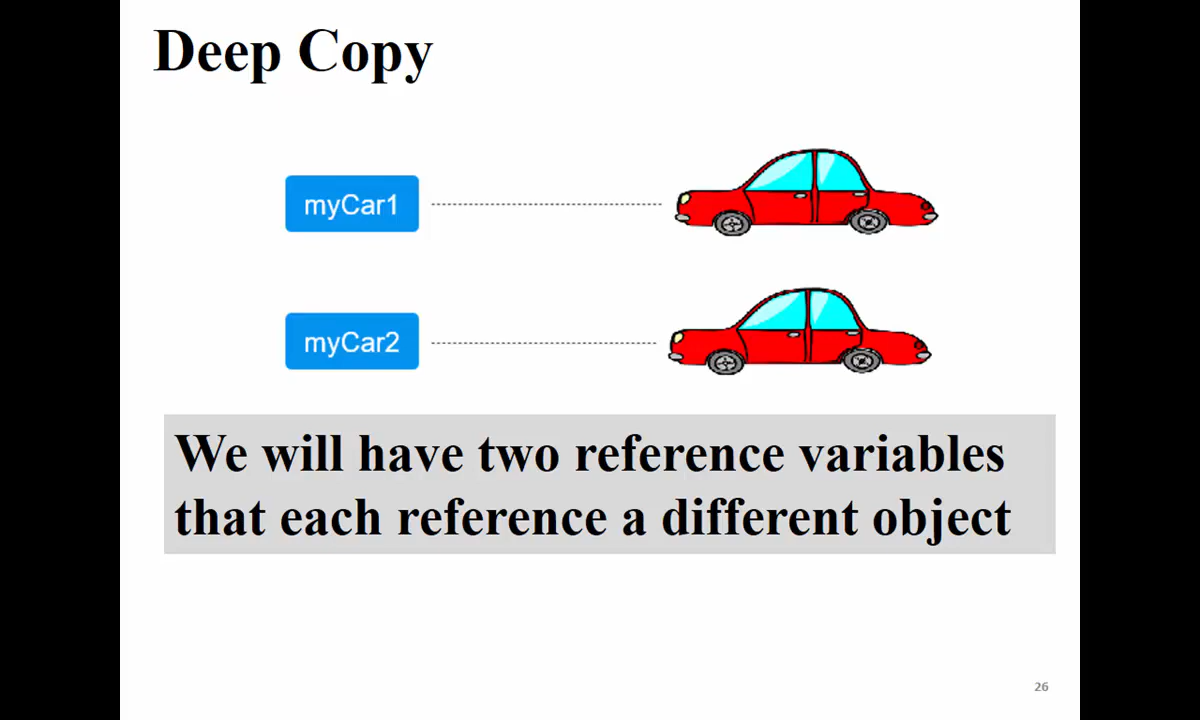 Deep Copy
myCar1
myCar2
We will have two reference variables
that each reference a different object
26